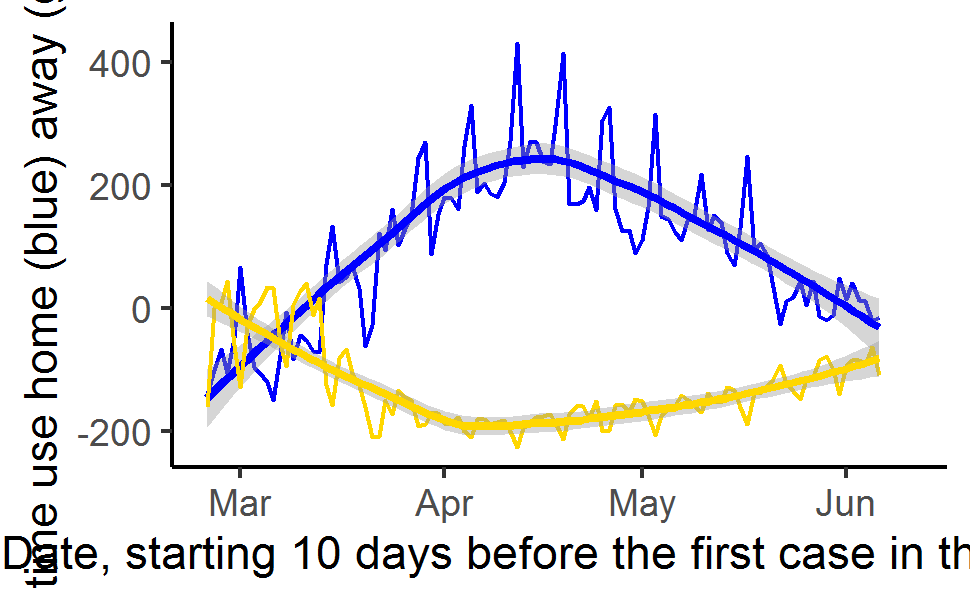 time use home (blue) away (
400
200
0
-200
Mar Apr May Jun
Date, starting 10 days before the first case in th